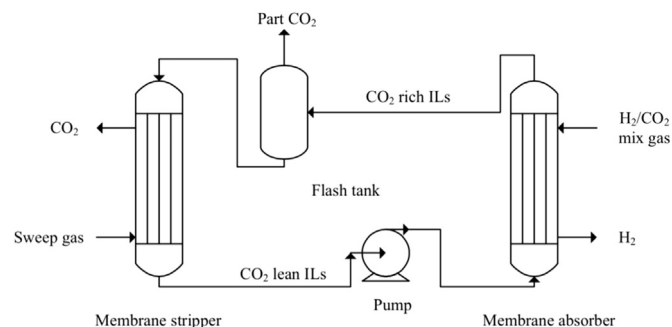 Part CO₂
CO₂ rich ILs
CO₂
H₂/CO₂
mix gas
Flash tank
Sweep gas
H₂
CO₂ lean ILs
Pump
Membrane stripper
Membrane absorber